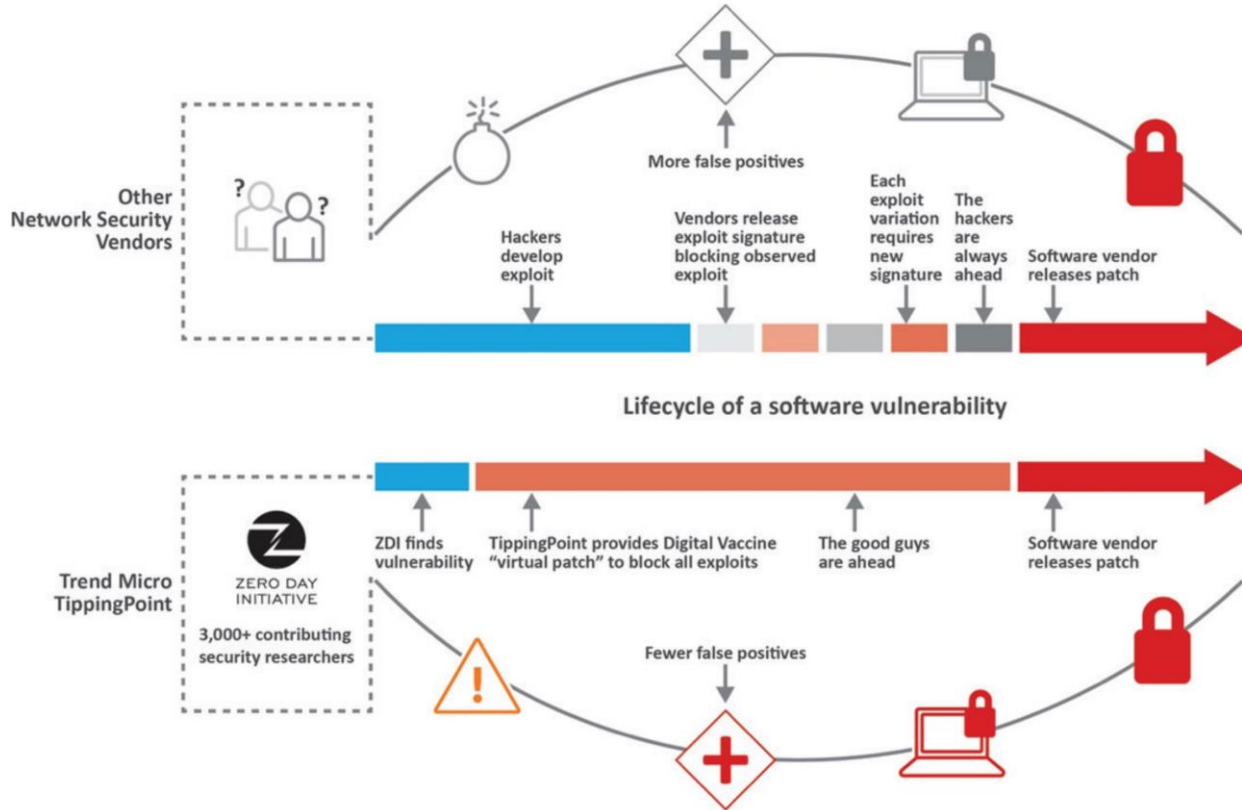 Other
Network Security
Vendors
?
?
More false positives
Hackers
develop
exploit
Vendors release
exploit signature
blocking observed
exploit
Each
exploit
variation
requires
new
signature
The
hackers
are
always
ahead
Software vendor
releases patch
Lifecycle of a software vulnerability
Trend Micro
TippingPoint
Z
ZERO DAY
INITIATIVE
3,000+ contributing
security researchers
ZDI finds
vulnerability
TippingPoint provides Digital Vaccine
“virtual patch” to block all exploits
The good guys
are ahead
Software vendor
releases patch
!
Fewer false positives